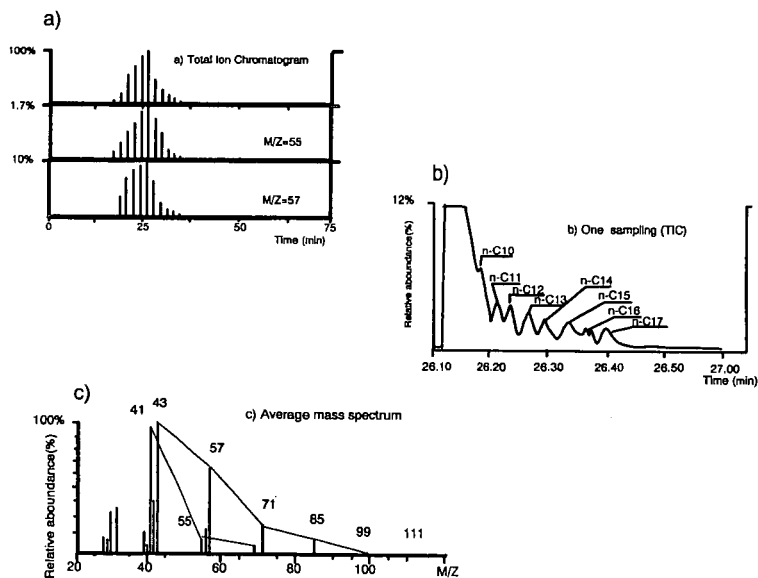 a)
a) Total Ion Chromatogram
100%
1.7%
M/Z=55
10%
M/Z=57
0 25 50 75
Time (min)
b)
b) One sampling (TIC)
12%
Relative aboundance(%)
n-C10
n-C11
n-C12
n-C13
n-C14
n-C15
n-C16
n-C17
26.10 26.20 26.30 26.40 26.50 27.00
Time (min)
c)
c) Average mass spectrum
100%
Relative aboundance(%)
41 43
57
55
71
85
99
111
20 40 60 80 100
M/Z